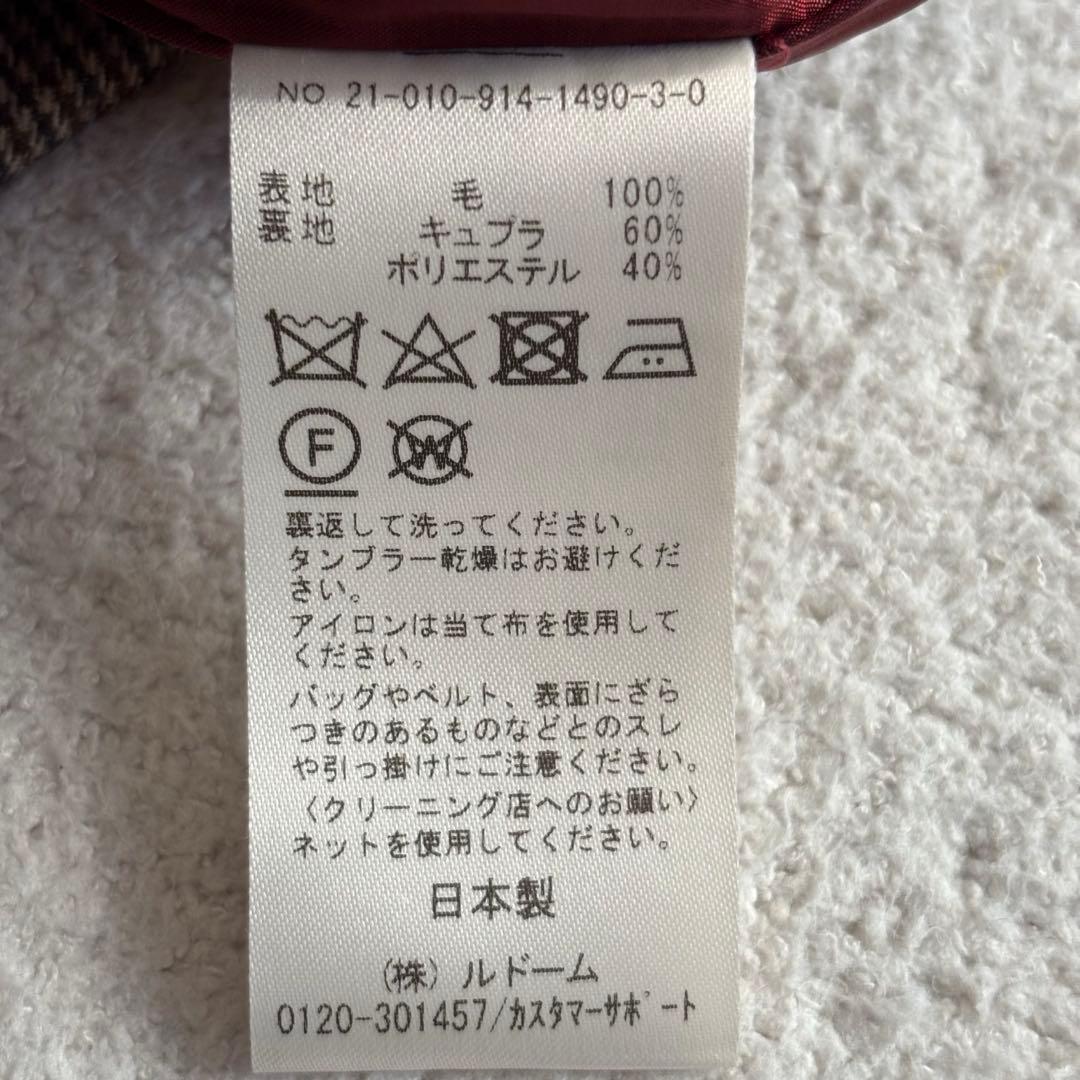 NO 21-010-914-1490-3-0
表地 毛 100%
裏地 キュプラ 60%
ポリエステル 40%
F
W
裏返して洗ってください。
タンブラー乾燥はお避けくだ
さい。
アイロンは当て布を使用して
ください。
バッグやベルト、表面にざら
つきのあるものなどとのスレ
や引っ掛けにご注意ください。
〈クリーニング店へのお願い〉
ネットを使用してください。
日本製
(株) ルドーム
0120-301457/カスタマーサポート